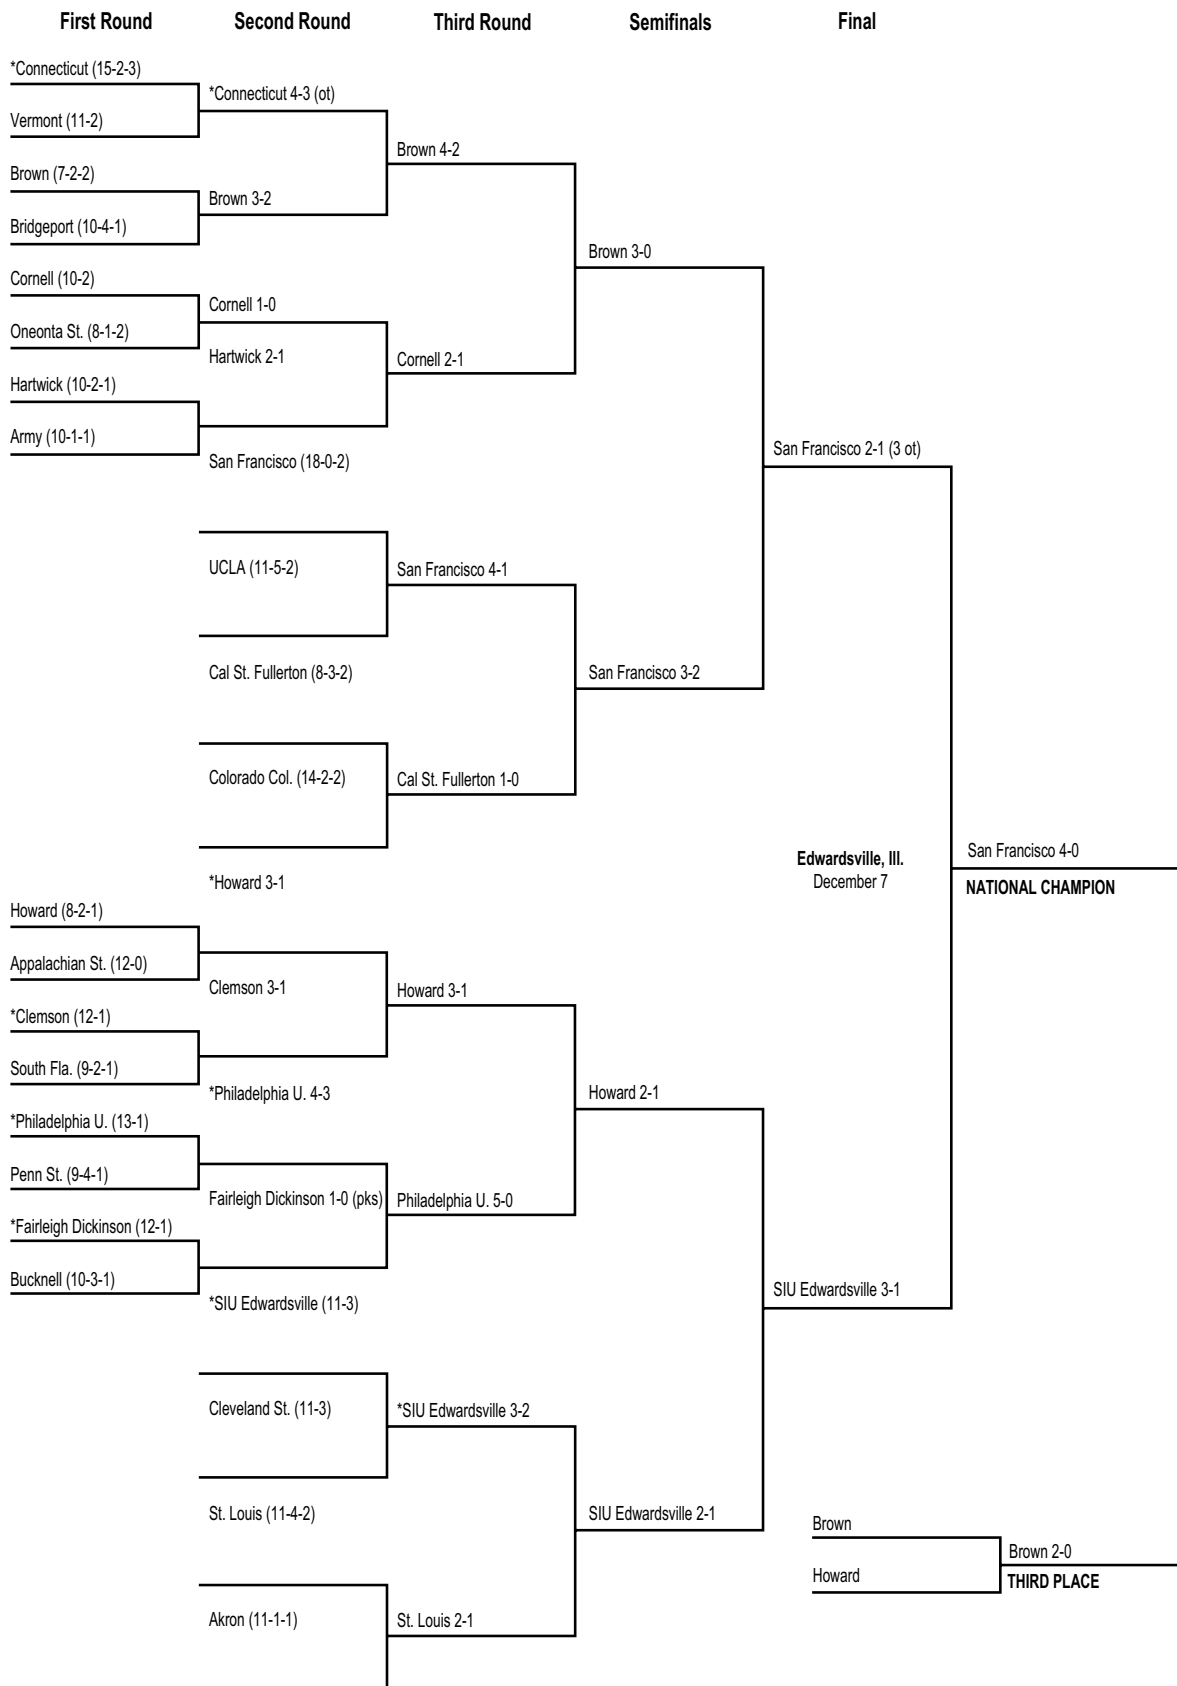 First Round
Second Round
Third Round
Semifinals
Final
*Connecticut (15-2-3)
Vermont (11-2)
Brown (7-2-2)
Bridgeport (10-4-1)
Cornell (10-2)
Oneonta St. (8-1-2)
Hartwick (10-2-1)
Army (10-1-1)
Howard (8-2-1)
Appalachian St. (12-0)
*Clemson (12-1)
South Fla. (9-2-1)
*Philadelphia U. (13-1)
Penn St. (9-4-1)
*Fairleigh Dickinson (12-1)
Bucknell (10-3-1)
*Connecticut 4-3 (ot)
Brown 3-2
Cornell 1-0
Hartwick 2-1
San Francisco (18-0-2)
UCLA (11-5-2)
Cal St. Fullerton (8-3-2)
Colorado Col. (14-2-2)
*Howard 3-1
Clemson 3-1
*Philadelphia U. 4-3
Fairleigh Dickinson 1-0 (pks)
*SIU Edwardsville (11-3)
Cleveland St. (11-3)
St. Louis (11-4-2)
Akron (11-1-1)
Brown 4-2
Cornell 2-1
San Francisco 4-1
Cal St. Fullerton 1-0
Howard 3-1
Philadelphia U. 5-0
*SIU Edwardsville 3-2
St. Louis 2-1
Brown 3-0
San Francisco 3-2
Howard 2-1
SIU Edwardsville 2-1
San Francisco 2-1 (3 ot)
SIU Edwardsville 3-1
Edwardsville, Ill.
December 7
San Francisco 4-0
NATIONAL CHAMPION
Brown
Howard
Brown 2-0
THIRD PLACE